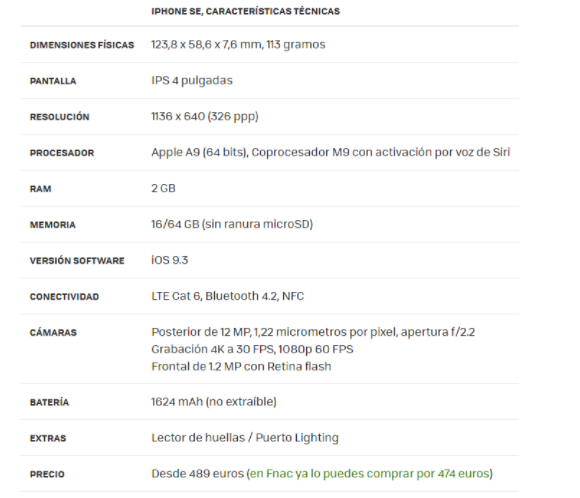 IPHONE SE, CARACTERÍSTICAS TÉCNICAS
DIMENSIONES FÍSICAS 123,8 x 58,6 x 7,6 mm, 113 gramos
PANTALLA IPS 4 pulgadas
RESOLUCIÓN 1136 x 640 (326 ppp)
PROCESADOR Apple A9 (64 bits), Coprocesador M9 con activación por voz de Siri
RAM 2 GB
MEMORIA 16/64 GB (sin ranura microSD)
VERSIÓN SOFTWARE iOS 9.3
CONECTIVIDAD LTE Cat 6, Bluetooth 4.2, NFC
CÁMARAS Posterior de 12 MP, 1,22 micrometros por pixel, apertura f/2.2
Grabación 4K a 30 FPS, 1080p 60 FPS
Frontal de 1.2 MP con Retina flash
BATERÍA 1624 mAh (no extraíble)
EXTRAS Lector de huellas / Puerto Lighting
PRECIO Desde 489 euros (en Fnac ya lo puedes comprar por 474 euros)